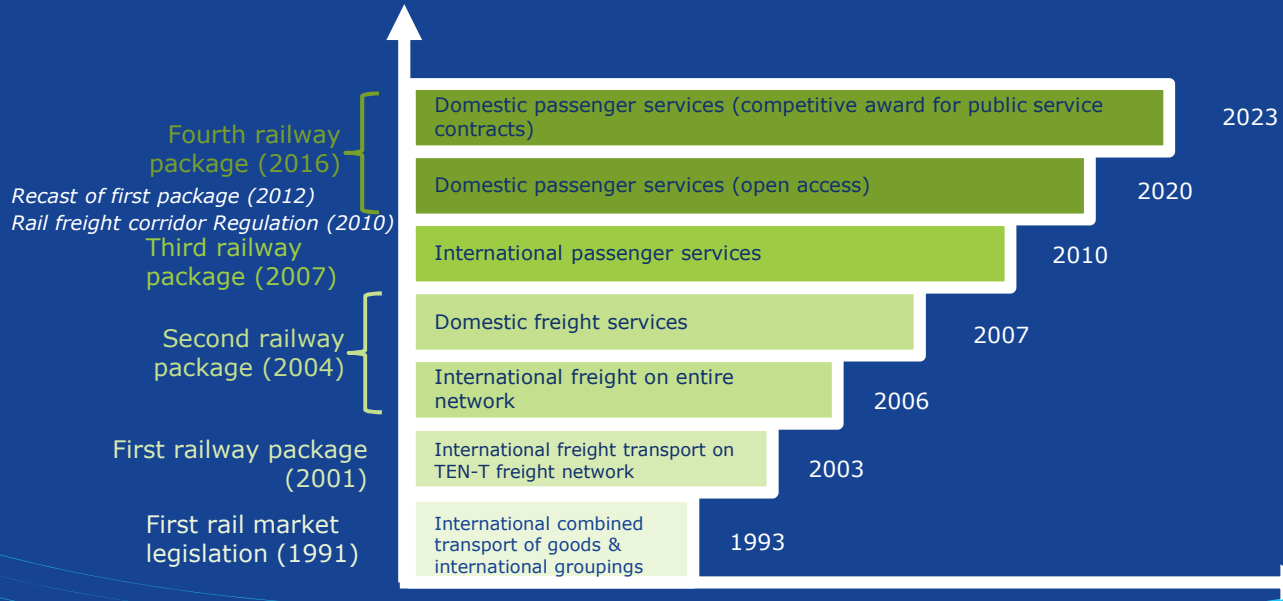 Fourth railway
package (2016)
Domestic passenger services (competitive award for public service
contracts)
2023
Domestic passenger services (open access)
2020
Recast of first package (2012)
Rail freight corridor Regulation (2010)
Third railway
package (2007)
International passenger services
2010
Second railway
package (2004)
Domestic freight services
2007
International freight on entire
network
2006
First railway package
(2001)
International freight transport on
TEN-T freight network
2003
First rail market
legislation (1991)
International combined
transport of goods &
international groupings
1993